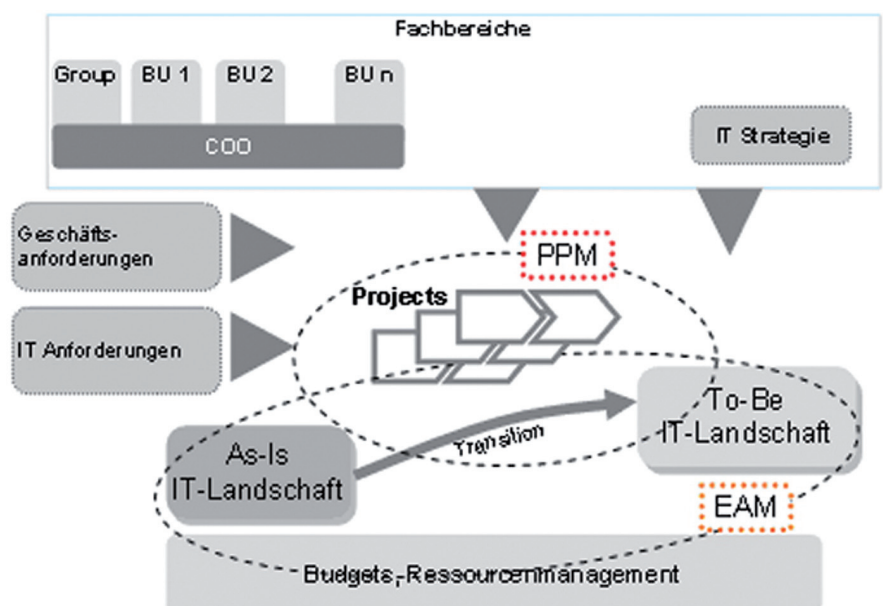 Fachbereiche
Group BU 1 BU 2 BU n
COO
IT Strategie
Geschäfts-
anforderungen
PPM
Projects
IT Anforderungen
To-Be
IT-Landschaft
Transition
As-Is
IT-Landschaft
EAM
Budgets,-Ressourcenmanagement